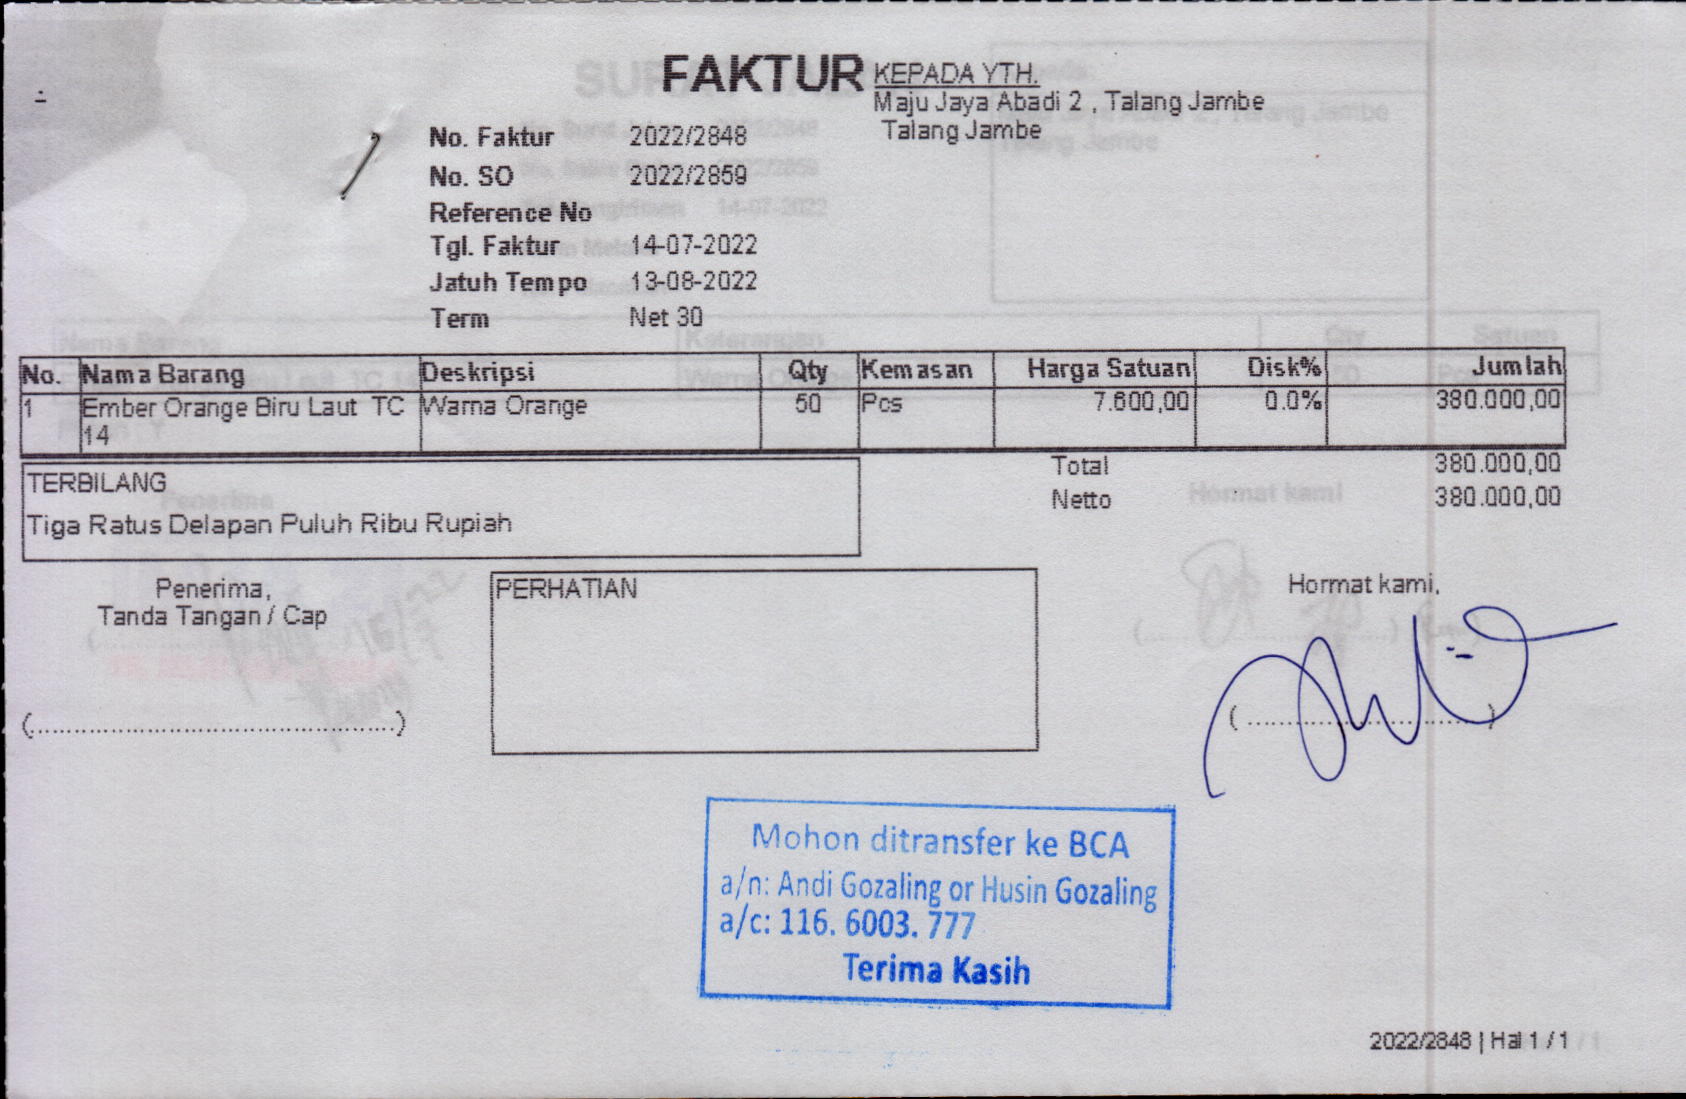 FAKTUR
KEPADA YTH.
Maju Jaya Abadi 2 , Talang Jambe
Talang Jambe
No. Faktur 2022/2848
No. SO 2022/2859
Reference No
Tgl. Faktur 14-07-2022
Jatuh Tempo 13-08-2022
Term Net 30
No. Nama Barang Deskripsi Qty Kemasan Harga Satuan Disk% Jumlah
1 Ember Orange Biru Laut TC Warna Orange 50 Pcs 7.600,00 0.0% 380.000,00
14
Total 380.000,00
TERBILANG
Netto 380.000,00
Tiga Ratus Delapan Puluh Ribu Rupiah
Penerima,
Tanda Tangan / Cap
(..................................................)
PERHATIAN
Hormat kami,
( ..................................)
Mohon ditransfer ke BCA
a/n: Andi Gozaling or Husin Gozaling
a/c: 116. 6003. 777
Terima Kasih
2022/2848 | Hal 1 / 1